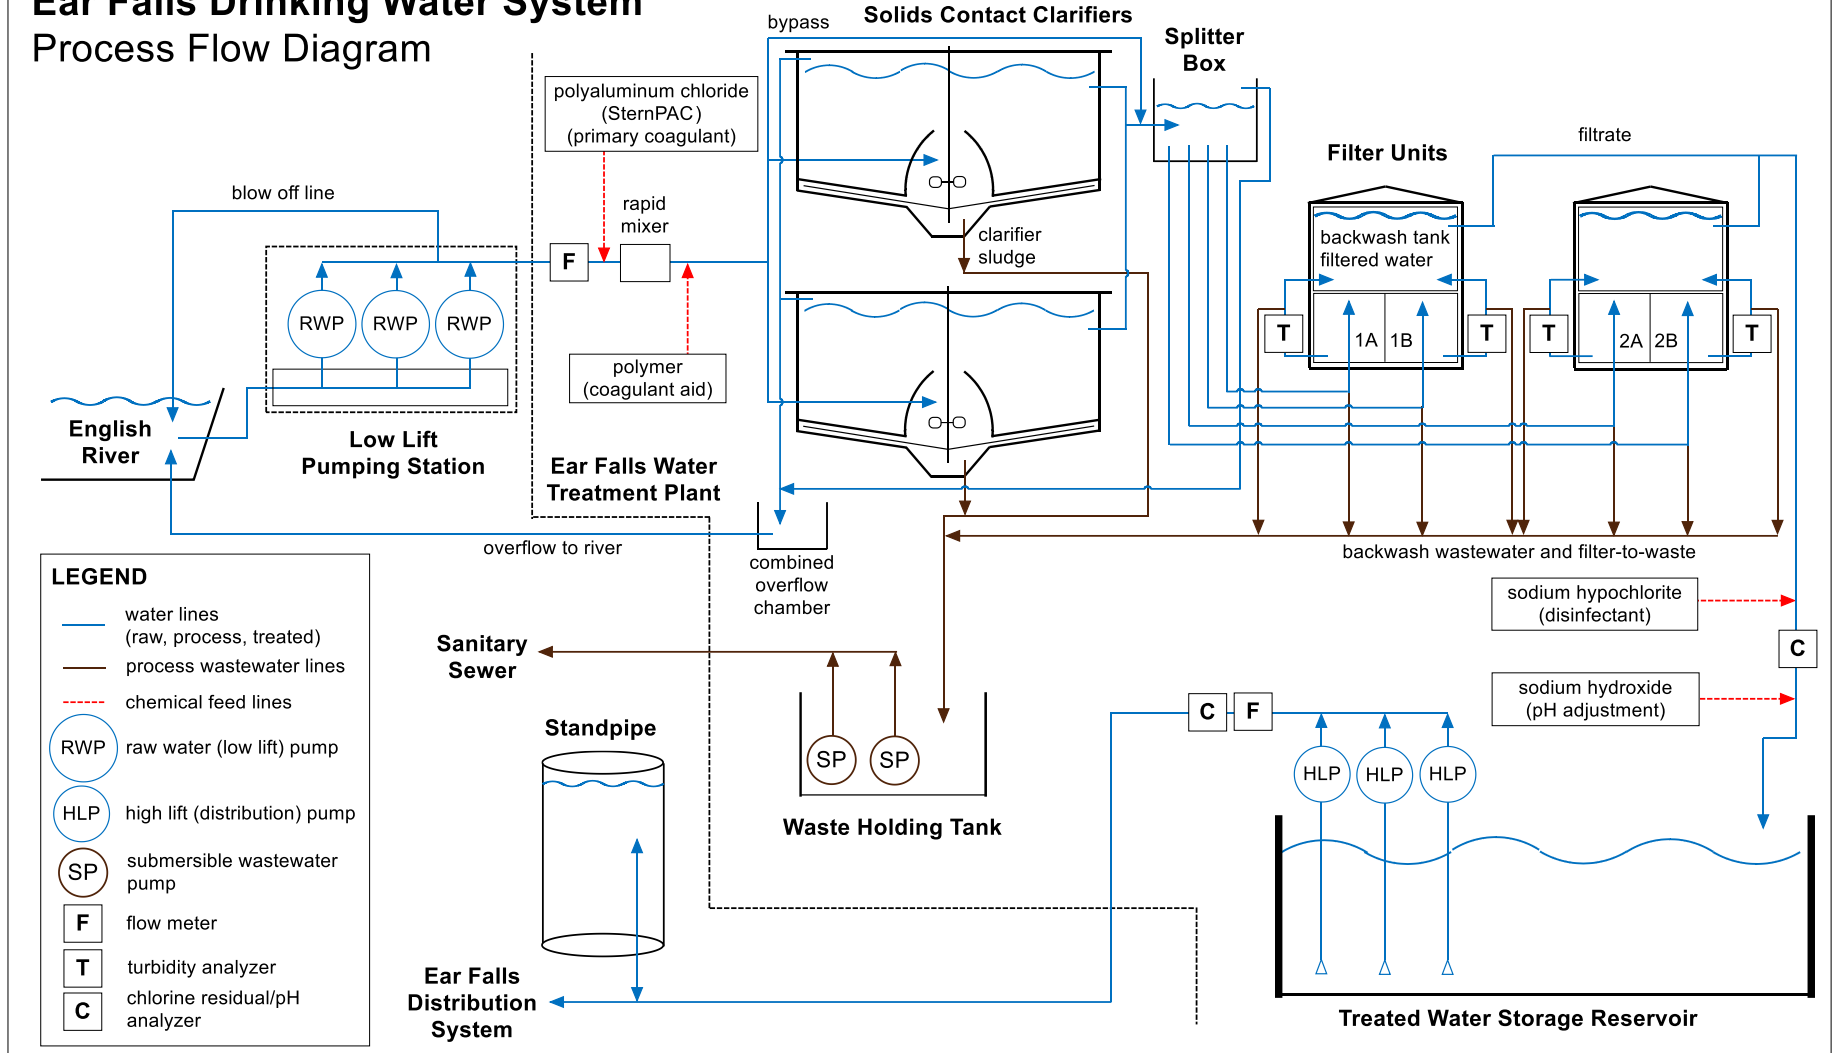 Ear Falls Drinking Water System
Process Flow Diagram
bypass
Solids Contact Clarifiers
Splitter
Box
polyaluminum chloride
(SternPAC)
(primary coagulant)
filtrate
Filter Units
blow off line
rapid
mixer
clarifier
sludge
backwash tank
filtered water
F
RWP
RWP
RWP
T
1A
1B
T
T
2A
2B
T
polymer
(coagulant aid)
English
River
Low Lift
Pumping Station
Ear Falls Water
Treatment Plant
overflow to river
combined
overflow
chamber
backwash wastewater and filter-to-waste
sodium hypochlorite
(disinfectant)
C
sodium hydroxide
(pH adjustment)
Sanitary
Sewer
C
F
SP
SP
HLP
HLP
HLP
Standpipe
Waste Holding Tank
Ear Falls
Distribution
System
Treated Water Storage Reservoir
LEGEND
water lines
(raw, process, treated)
process wastewater lines
chemical feed lines
RWP
raw water (low lift) pump
HLP
high lift (distribution) pump
SP
submersible wastewater
pump
F
flow meter
T
turbidity analyzer
C
chlorine residual/pH
analyzer